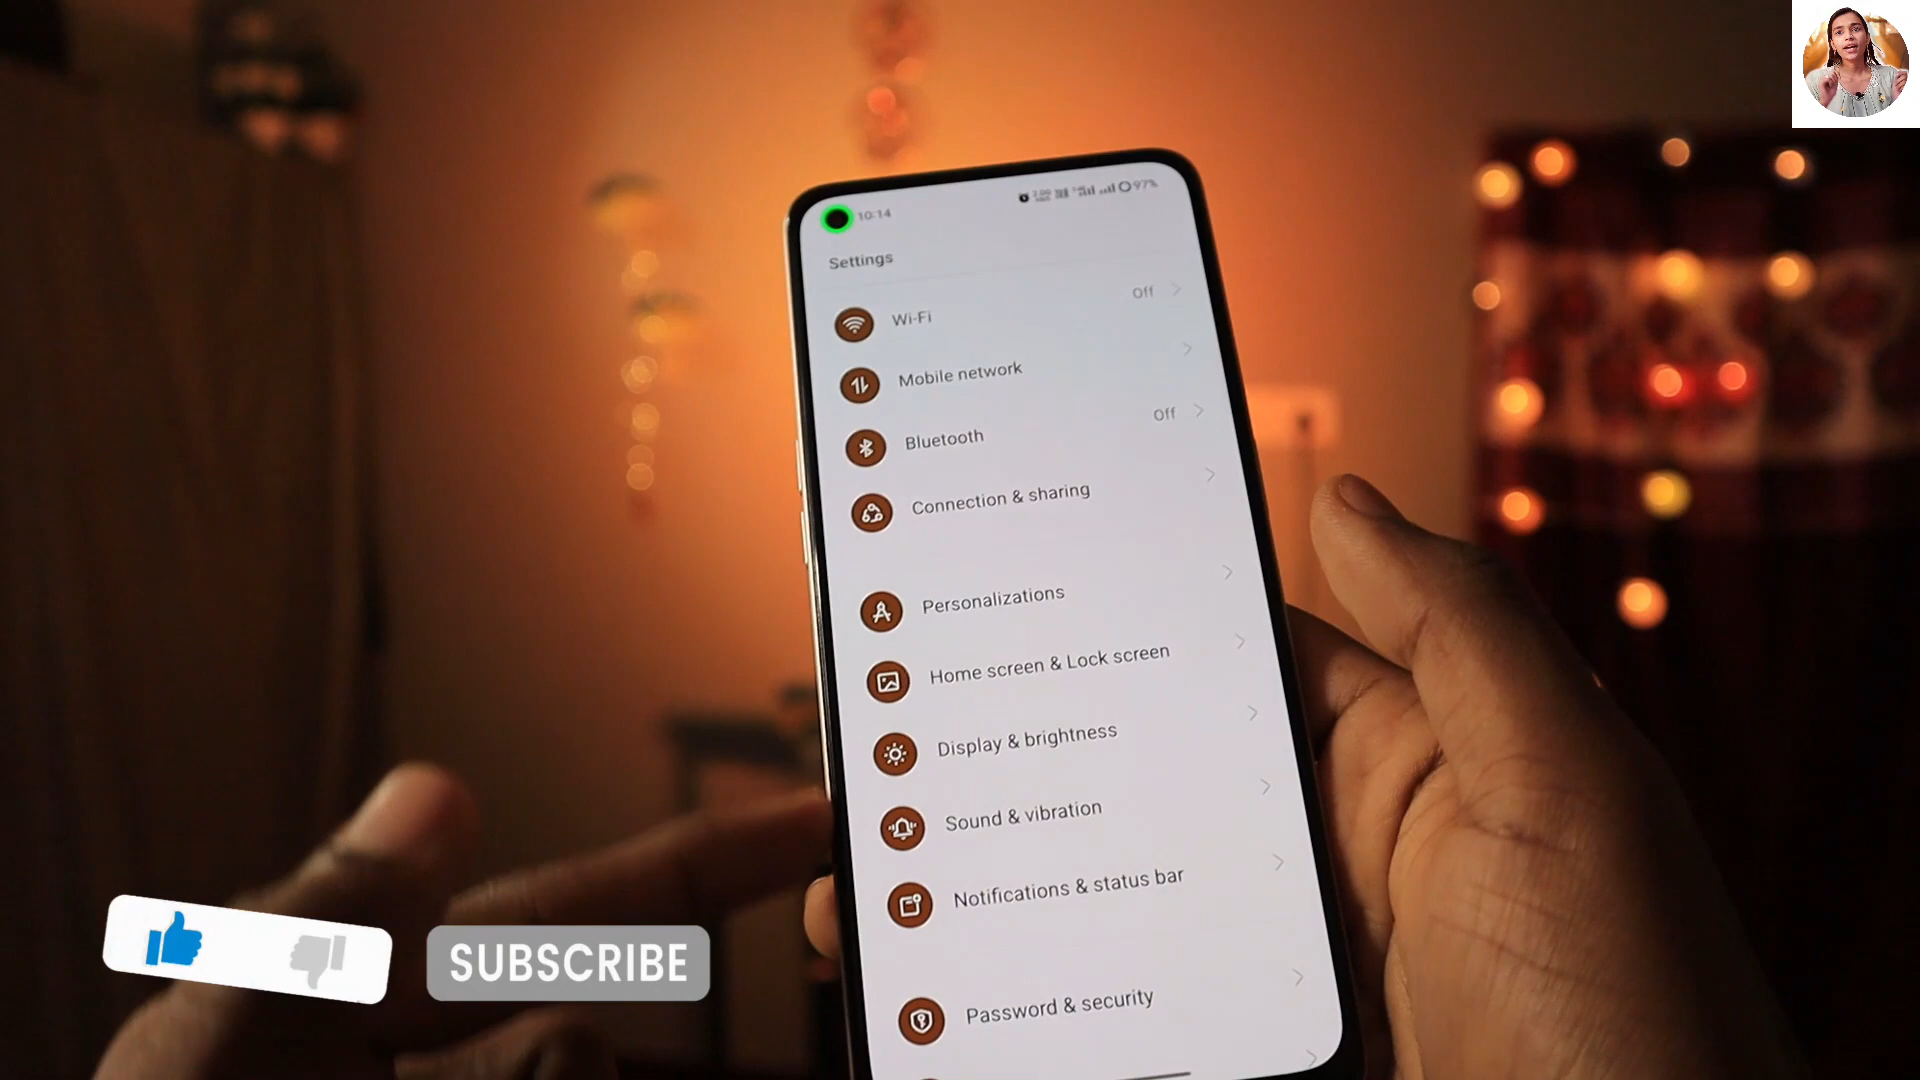 10:14
97%
Settings
Wi-Fi
Off
Mobile network
Bluetooth
Off
Connection & sharing
Personalizations
Home screen & Lock screen
Display & brightness
Sound & vibration
Notifications & status bar
Password & security
SUBSCRIBE